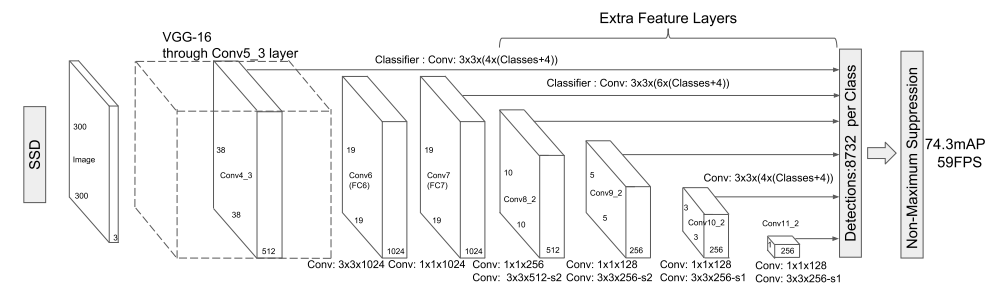 Extra Feature Layers
VGG-16
through Conv5_3 layer
Classifier : Conv: 3x3x(4x(Classes+4))
Classifier : Conv: 3x3x(6x(Classes+4))
SSD
300
Image
300
3
38
Conv4_3
38
512
19
Conv6
(FC6)
19
1024
19
Conv7
(FC7)
19
1024
10
Conv8_2
10
512
5
Conv9_2
5
256
Conv: 3x3x(4x(Classes+4))
3
Conv10_2
3
256
Conv11_2
1
256
Detections:8732 per Class
Non-Maximum Suppression
74.3mAP
59FPS
Conv: 3x3x1024
Conv: 1x1x1024
Conv: 1x1x256
Conv: 3x3x512-s2
Conv: 1x1x128
Conv: 3x3x256-s2
Conv: 1x1x128
Conv: 3x3x256-s1
Conv: 1x1x128
Conv: 3x3x256-s1